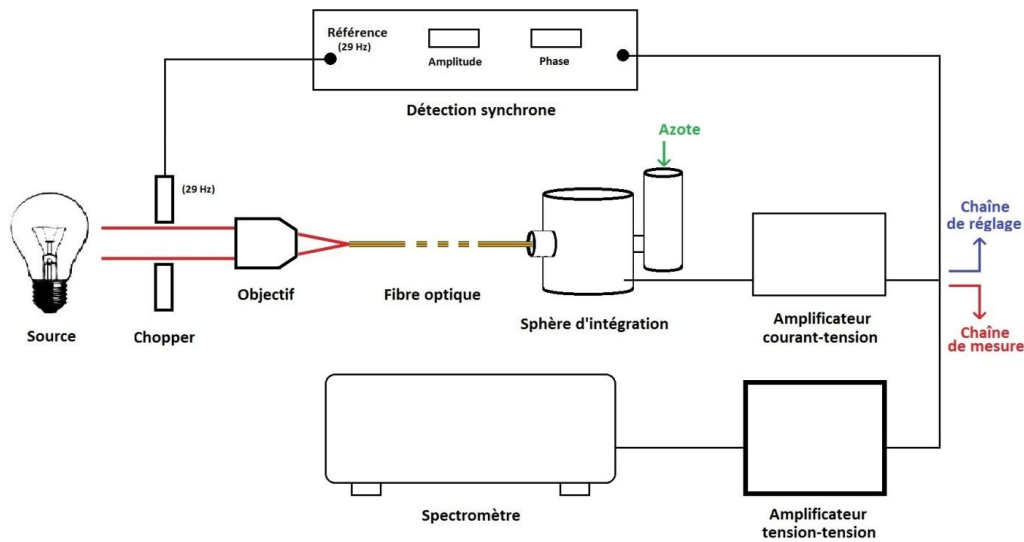 Référence
(29 Hz)
Amplitude
Phase
Détection synchrone
Azote
(29 Hz)
Chaîne
de réglage
Objectif
Fibre optique
Source
Chopper
Sphère d'intégration
Amplificateur
courant-tension
Chaîne
de mesure
Spectromètre
Amplificateur
tension-tension